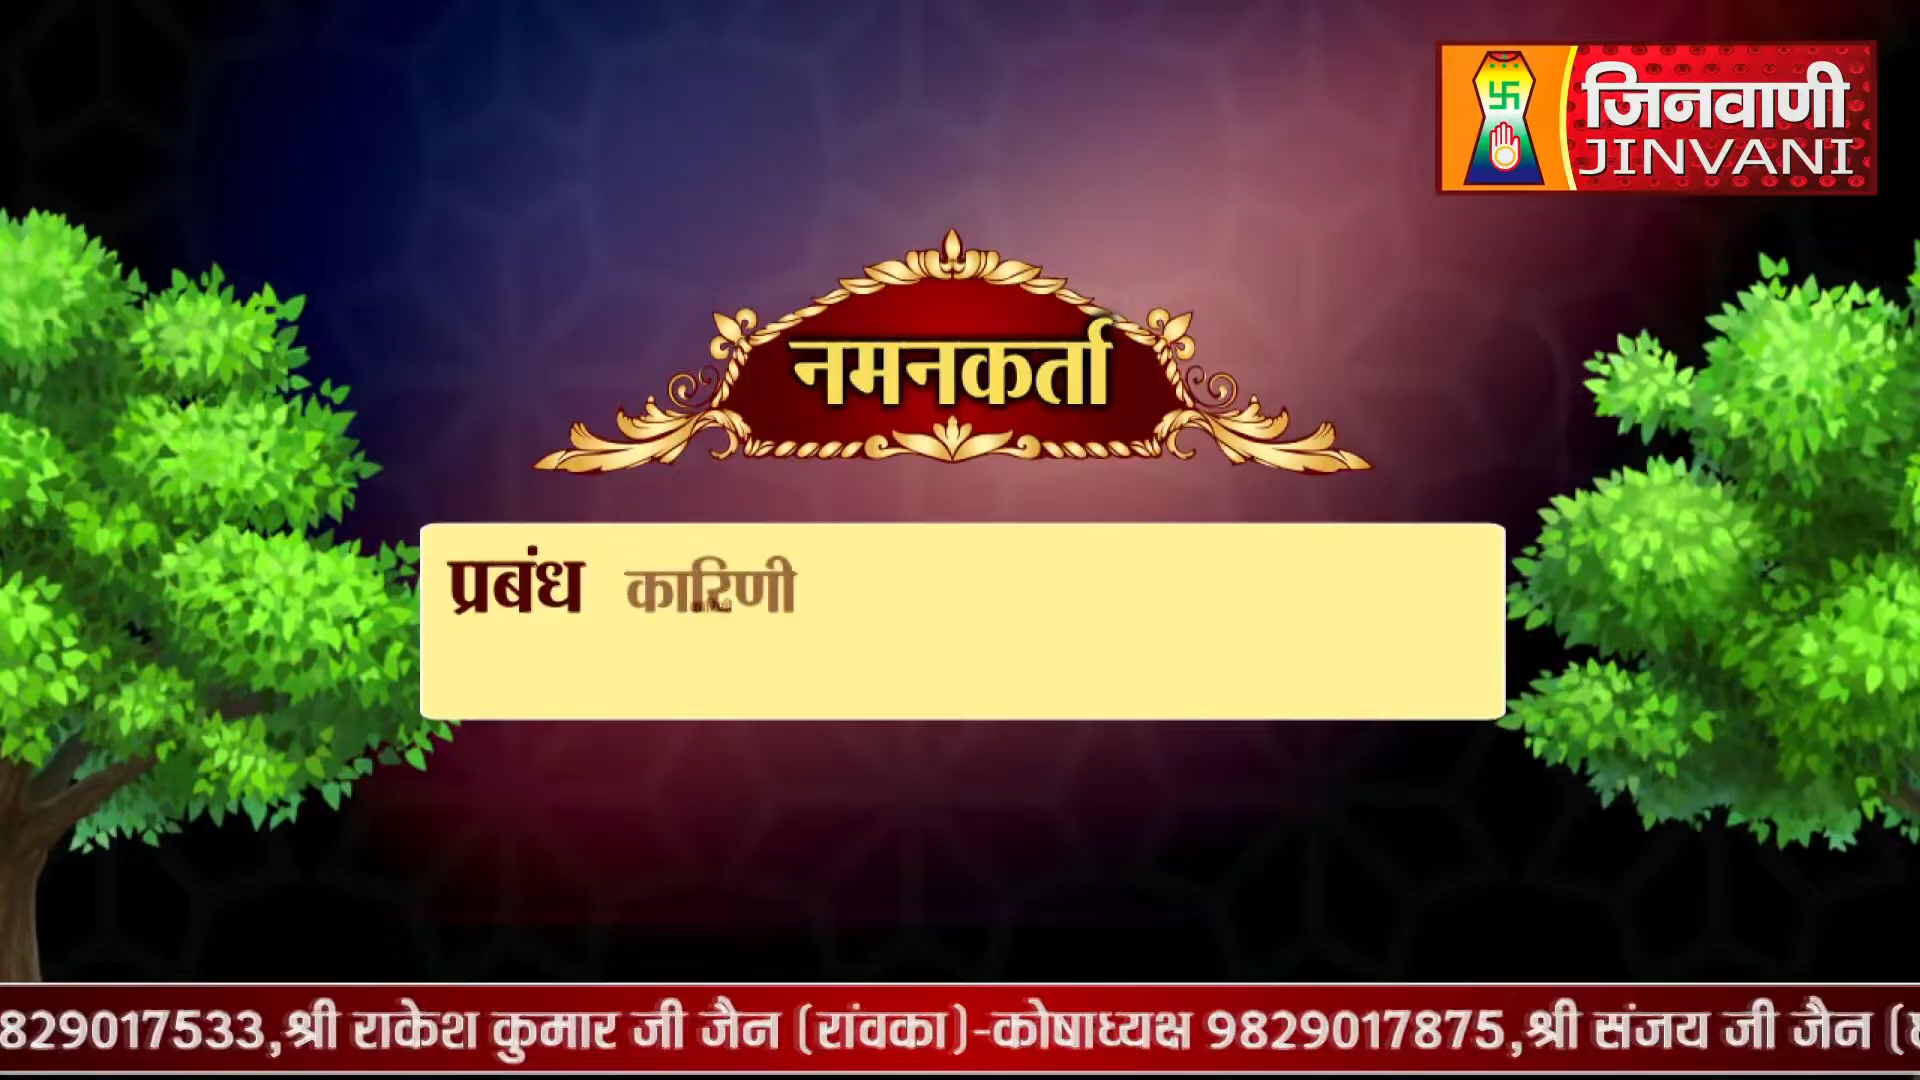 जिनवाणी
JINVANI
नमनकर्ता
प्रबंध कारिणी
829017533,श्री राकेश कुमार जी जैन (रांवका)-कोषाध्यक्ष 9829017875,श्री संजय जी जैन (